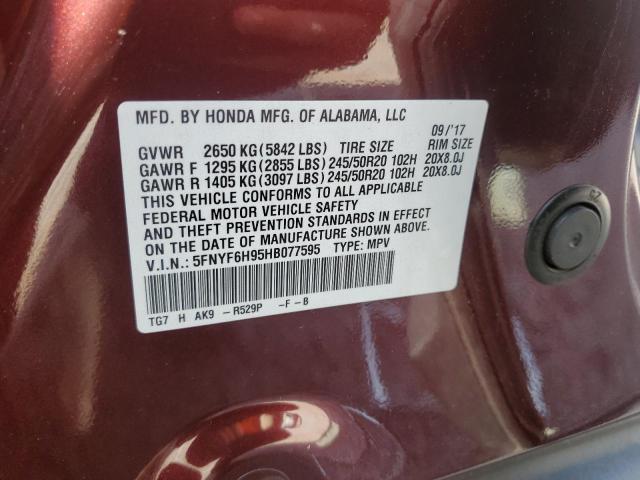 MFD. BY HONDA MFG. OF ALABAMA, LLC 09/'17
GVWR 2650 KG (5842 LBS) TIRE SIZE RIM SIZE
GAWR F 1295 KG (2855 LBS) 245/50R20 102H 20X8.0J
GAWR R 1405 KG (3097 LBS) 245/50R20 102H 20X8.0J
THIS VEHICLE CONFORMS TO ALL APPLICABLE
FEDERAL MOTOR VEHICLE SAFETY
AND THEFT PREVENTION STANDARDS IN EFFECT
ON THE DATE OF MANUFACTURE SHOWN ABOVE.
V.I.N.: 5FNYF6H95HB077595 TYPE: MPV
TG7 H AK9 – R529P –F–B